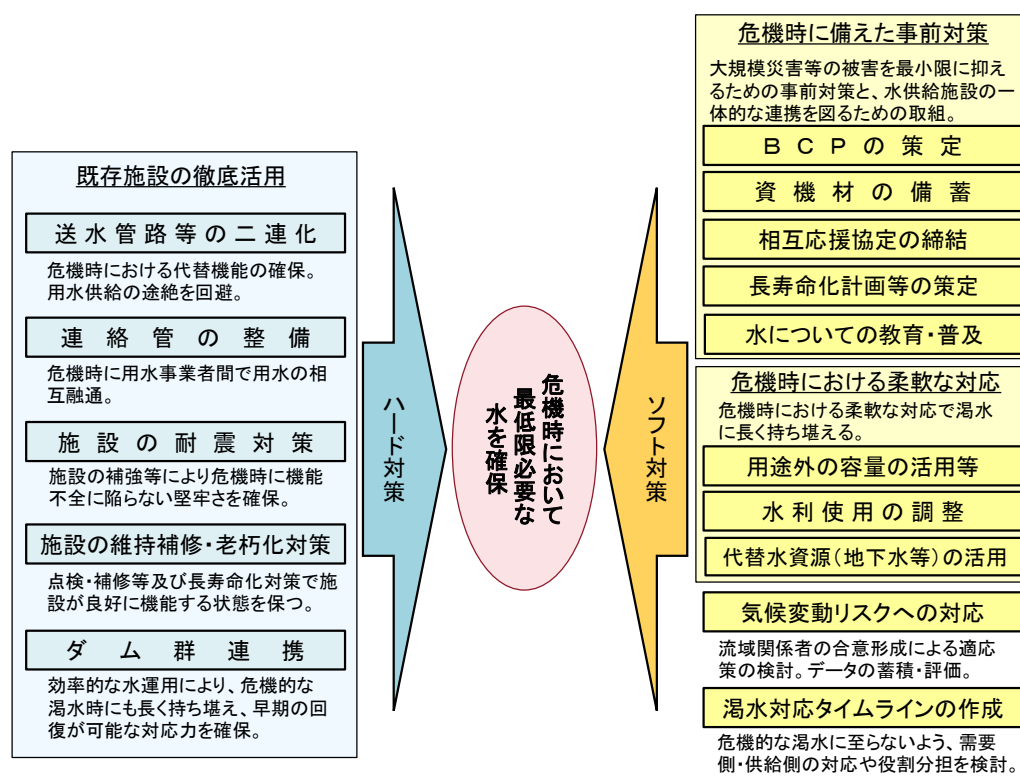 既存施設の徹底活用
送水管路等の二連化
危機時における代替機能の確保。
用水供給の途絶を回避。
連絡管の整備
危機時に用水事業者間で用水の相
互融通。
施設の耐震対策
施設の補強等により危機時に機能
不全に陥らない堅牢さを確保。
施設の維持補修・老朽化対策
点検・補修等及び長寿命化対策で施
設が良好に機能する状態を保つ。
ダム群連携
効率的な水運用により、危機的な
渇水時にも長く持ち堪え、早期の回
復が可能な対応力を確保。
ハード対策
危機時において
最低限必要な
水を確保
ソフト対策
危機時に備えた事前対策
大規模災害等の被害を最小限に抑え
るための事前対策と、水供給施設の一
体的な連携を図るための取組。
BCPの策定
資機材の備蓄
相互応援協定の締結
長寿命化計画等の策定
水についての教育・普及
危機時における柔軟な対応
危機時における柔軟な対応で渇水
に長く持ち堪える。
用途外の容量の活用等
水利使用の調整
代替水資源(地下水等)の活用
気候変動リスクへの対応
流域関係者の合意形成による適応
策の検討。データの蓄積・評価。
渇水対応タイムラインの作成
危機的な渇水に至らないよう、需要
側・供給側の対応や役割分担を検討。